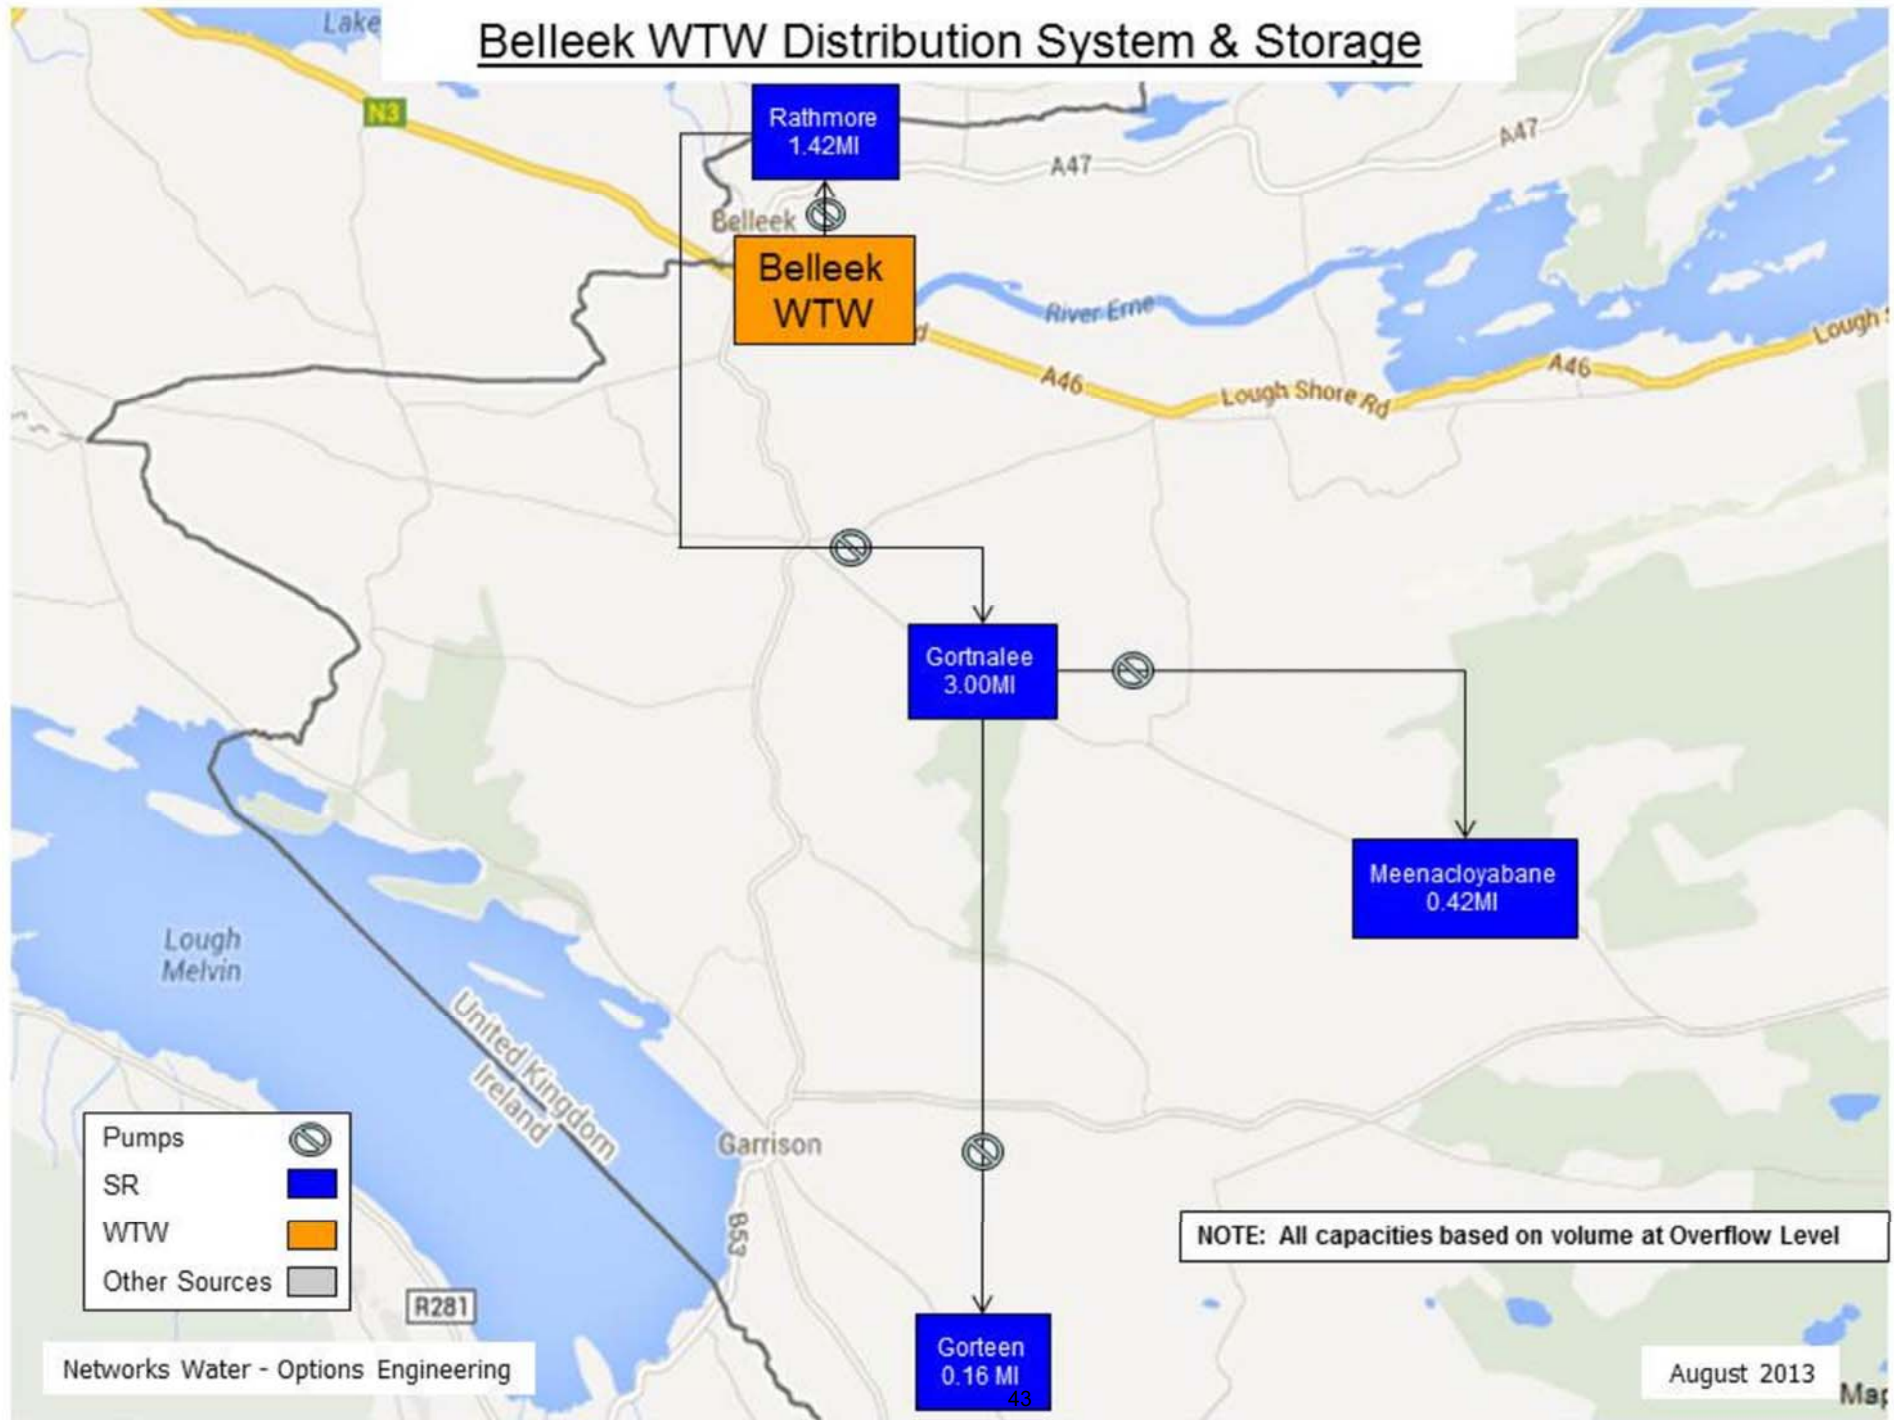 Belleek WTW Distribution System & Storage
Lake
N3
Rathmore
1.42Ml
A47
A47
Belleek
Belleek
WTW
River Erne
A46
Lough Shore Rd
A46
Lough
Gortnalee
3.00Ml
Meenacloyabane
0.42Ml
Lough
Melvin
United Kingdom
Ireland
Garrison
B53
Pumps
SR
WTW
Other Sources
R281
NOTE: All capacities based on volume at Overflow Level
Gorteen
0.16 Ml
43
Networks Water - Options Engineering
August 2013